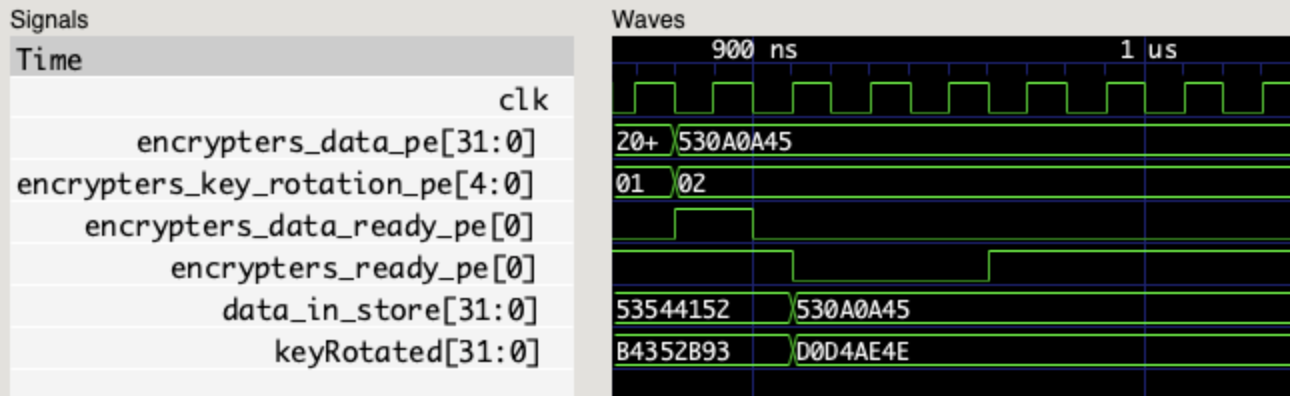 Signals
Waves
Time
900 ns
1 us
clk
encrypters_data_pe[31:0]
20+ 530A0A45
encrypters_key_rotation_pe[4:0]
01 02
encrypters_data_ready_pe[0]
encrypters_ready_pe[0]
data_in_store[31:0]
53544152 530A0A45
keyRotated[31:0]
B4352B93 D0D4AE4E